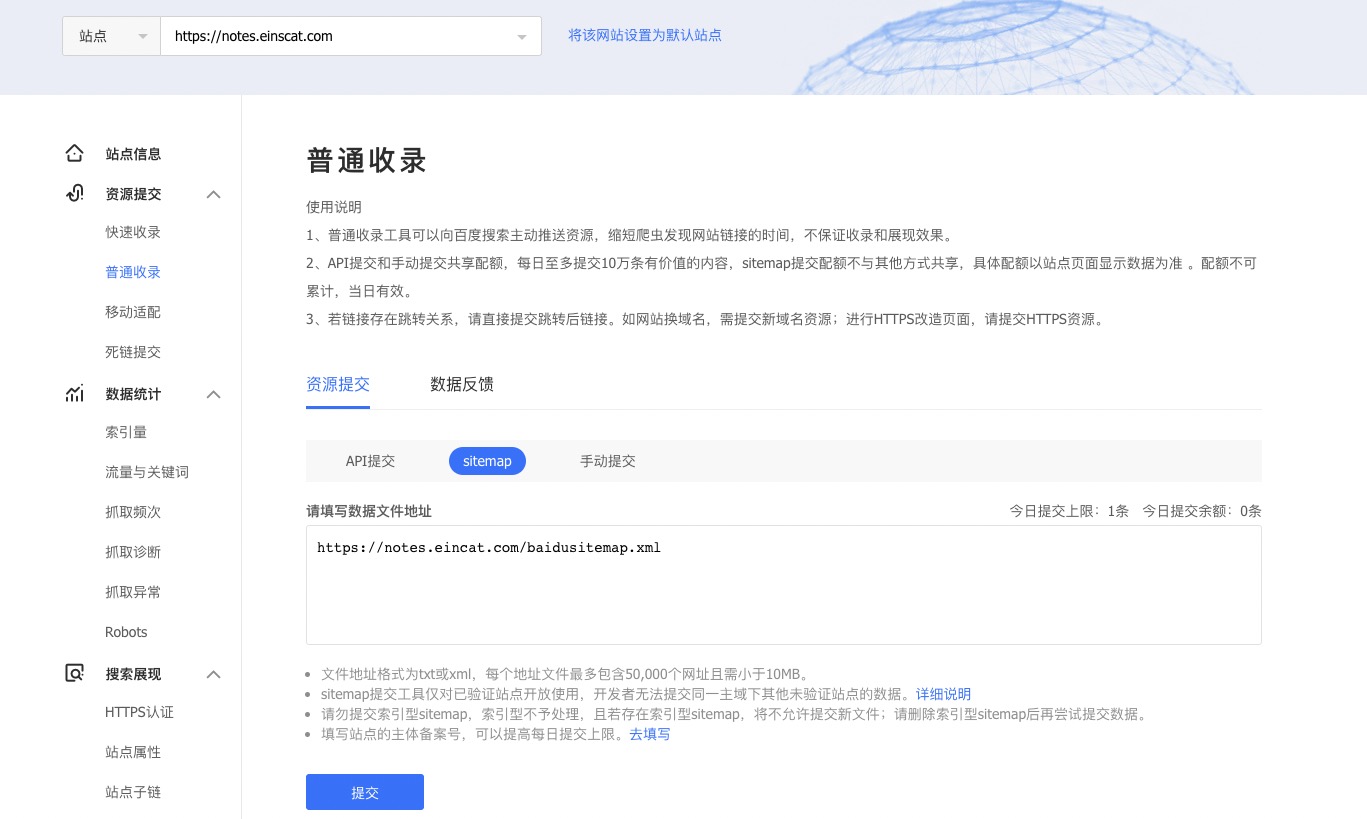 站点 https://notes.einscat.com 将该网站设置为默认站点
站点信息
资源提交
快速收录
普通收录
移动适配
死链提交
数据统计
索引量
流量与关键词
抓取频次
抓取诊断
抓取异常
Robots
搜索展现
HTTPS认证
站点属性
站点子链
普通收录
使用说明
1、普通收录工具可以向百度搜索主动推送资源，缩短爬虫发现网站链接的时间，不保证收录和展现效果。
2、API提交和手动提交共享配额，每日至多提交10万条有价值的内容，sitemap提交配额不与其他方式共享，具体配额以站点页面显示数据为准 。配额不可
累计，当日有效。
3、若链接存在跳转关系，请直接提交跳转后链接。如网站换域名，需提交新域名资源；进行HTTPS改造页面，请提交HTTPS资源。
资源提交 数据反馈
API提交 sitemap 手动提交
请填写数据文件地址 今日提交上限：1条 今日提交余额：0条
https://notes.eincat.com/baidusitemap.xml
文件地址格式为txt或xml，每个地址文件最多包含50,000个网址且需小于10MB。
sitemap提交工具仅对已验证站点开放使用，开发者无法提交同一主域下其他未验证站点的数据。详细说明
请勿提交索引型sitemap，索引型不予处理，且若存在索引型sitemap，将不允许提交新文件；请删除索引型sitemap后再尝试提交数据。
填写站点的主体备案号，可以提高每日提交上限。去填写
提交